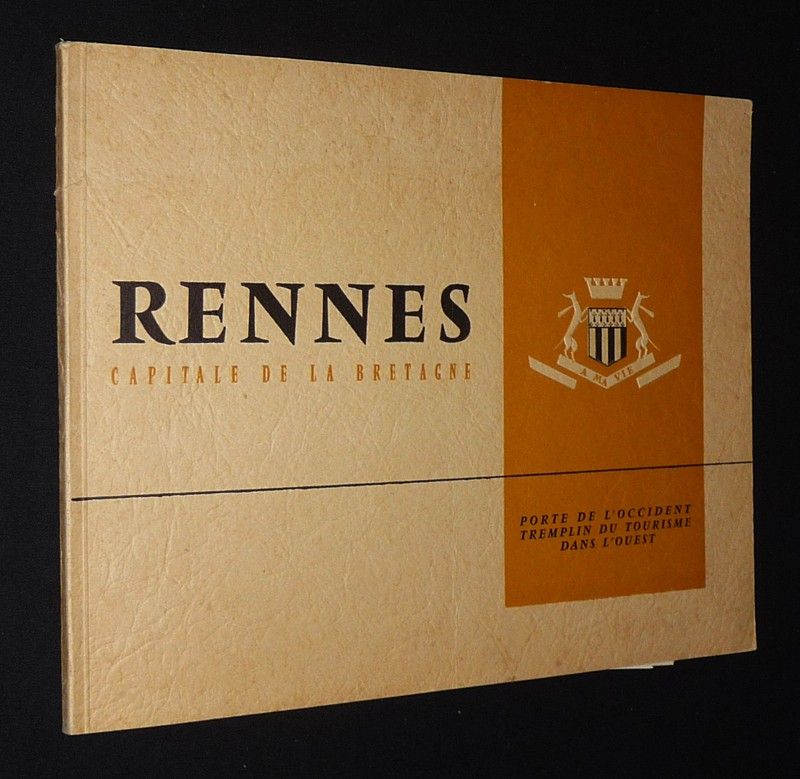 RENNES
CAPITALE DE LA BRETAGNE
A MA VIE
PORTE DE L'OCCIDENT
TREMPLIN DU TOURISME
DANS L'OUEST